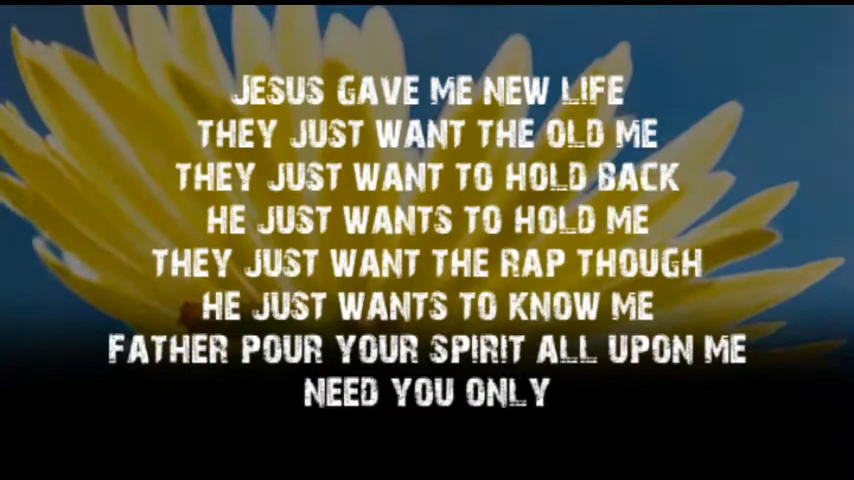 JESUS GAVE ME NEW LIFE
THEY JUST WANT THE OLD ME
THEY JUST WANT TO HOLD BACK
HE JUST WANTS TO HOLD ME
THEY JUST WANT THE RAP THOUGH
HE JUST WANTS TO KNOW ME
FATHER POUR YOUR SPIRIT ALL UPON ME
NEED YOU ONLY